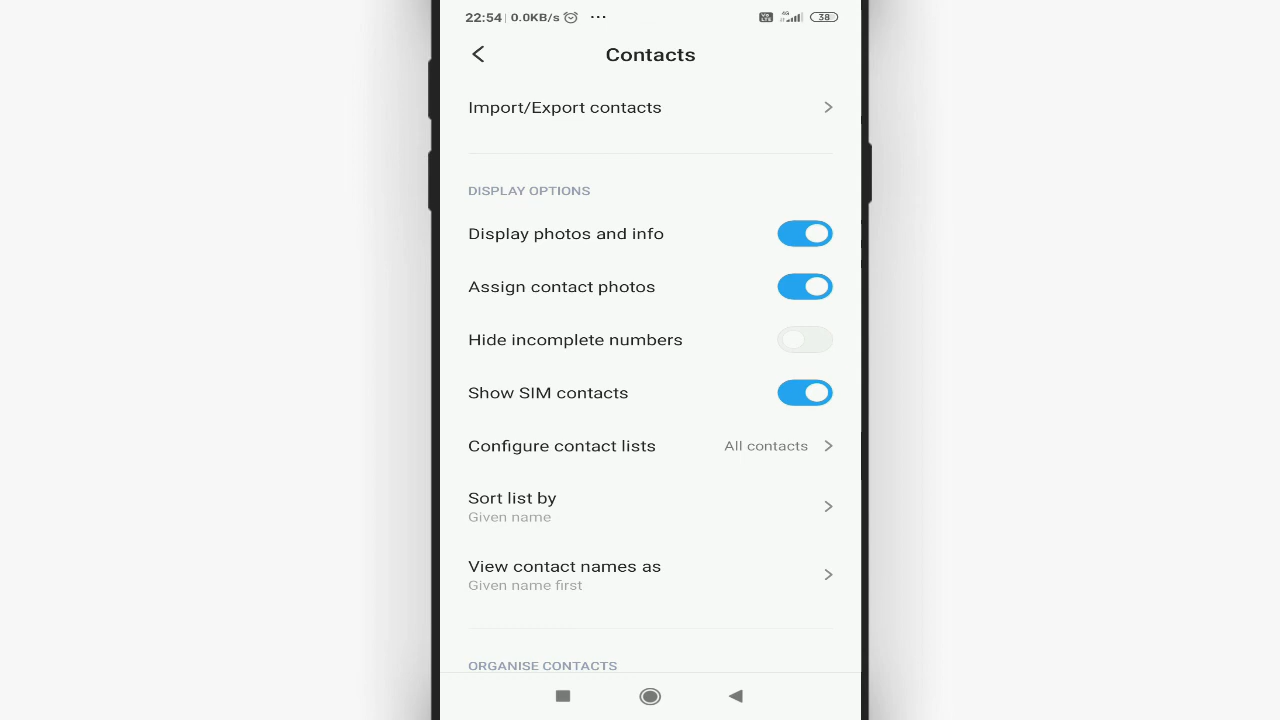 22:54 0.0KB/s ... 38
Contacts
Import/Export contacts
DISPLAY OPTIONS
Display photos and info
Assign contact photos
Hide incomplete numbers
Show SIM contacts
Configure contact lists All contacts
Sort list by
Given name
View contact names as
Given name first
ORGANISE CONTACTS